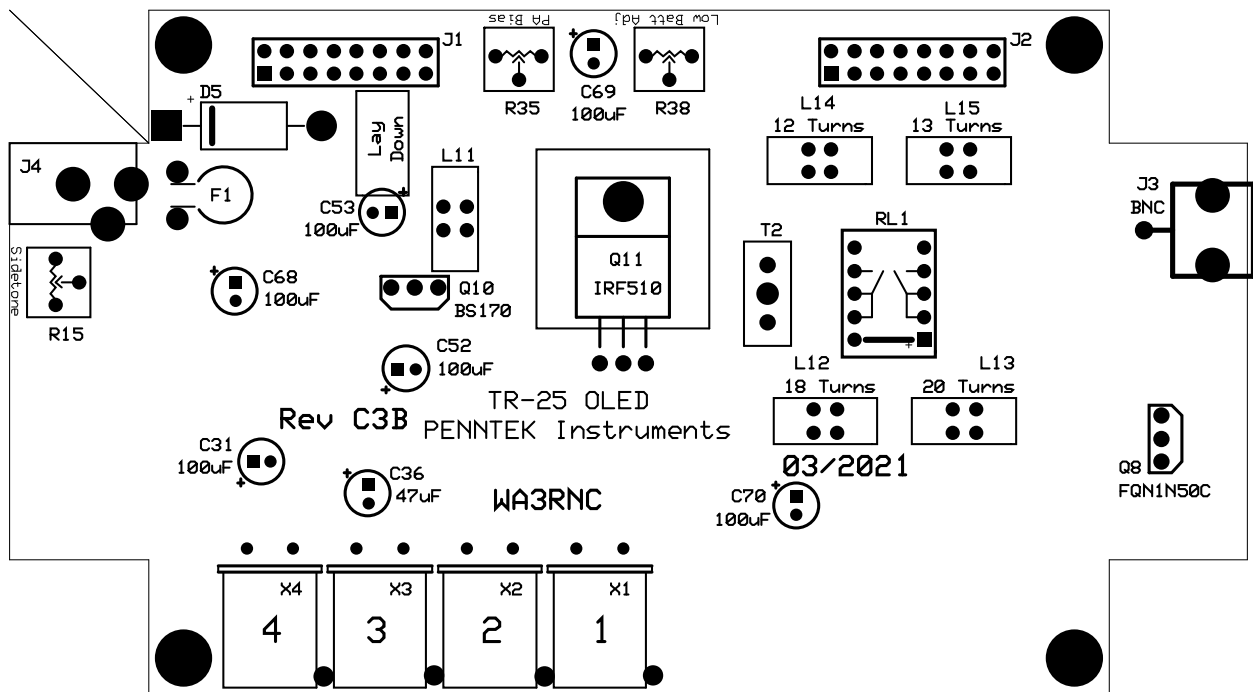 PA Bias
Low Batt Adj
J1
J2
+
R35
C69
100uF
R38
+
D5
Lay
Down
L14
12 Turns
L15
13 Turns
J4
F1
L11
+
C53
100uF
J3
BNC
T2
RL1
+
Q11
IRF510
Sidetone
R15
+
C68
100uF
Q10
BS170
C52
100uF
+
L12
18 Turns
L13
20 Turns
TR-25 OLED
PENNTEK Instruments
Rev C3B
C31
100uF
+
+
C36
47uF
WA3RNC
03/2021
+
C70
100uF
Q8
FQN1N50C
X4
4
X3
3
X2
2
X1
1